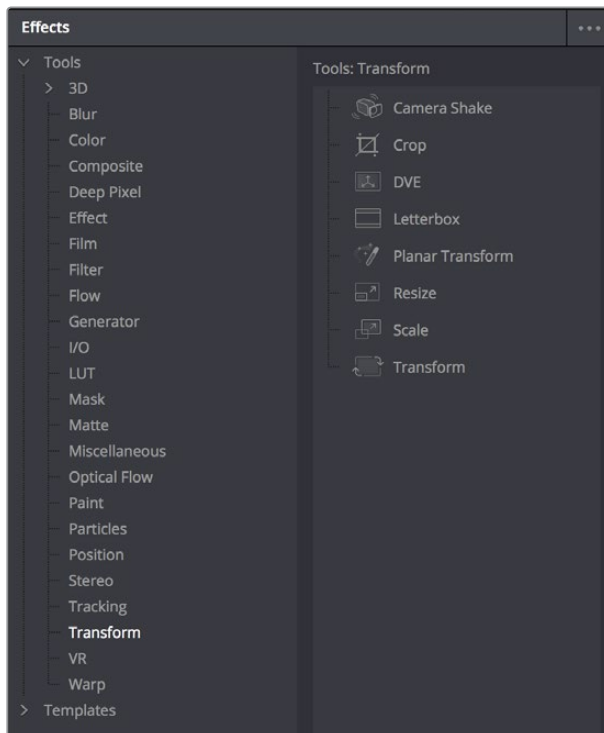 Effects
Tools
3D
Blur
Color
Composite
Deep Pixel
Effect
Film
Filter
Flow
Generator
I/O
LUT
Mask
Matte
Miscellaneous
Optical Flow
Paint
Particles
Position
Stereo
Tracking
Transform
VR
Warp
Templates
Tools: Transform
Camera Shake
Crop
DVE
Letterbox
Planar Transform
Resize
Scale
Transform